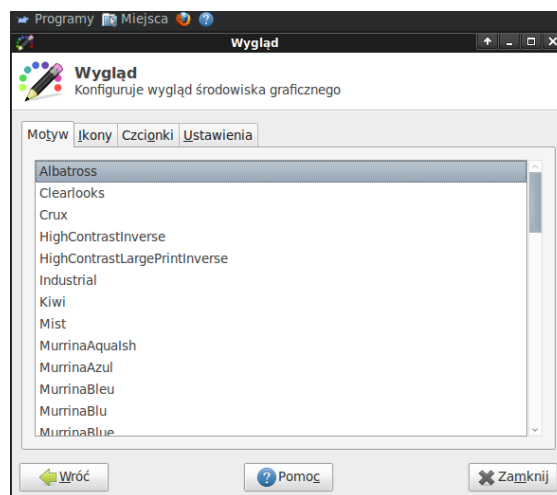 Programy Miejsca
Wygląd
Wygląd
Konfiguruje wygląd środowiska graficznego
Motyw Ikony Czcionki Ustawienia
Albatross
Clearlooks
Crux
HighContrastInverse
HighContrastLargePrintInverse
Industrial
Kiwi
Mist
MurrinaAquaIsh
MurrinaAzul
MurrinaBleu
MurrinaBlu
MurrinaBlue
Wróć Pomoc Zamknij